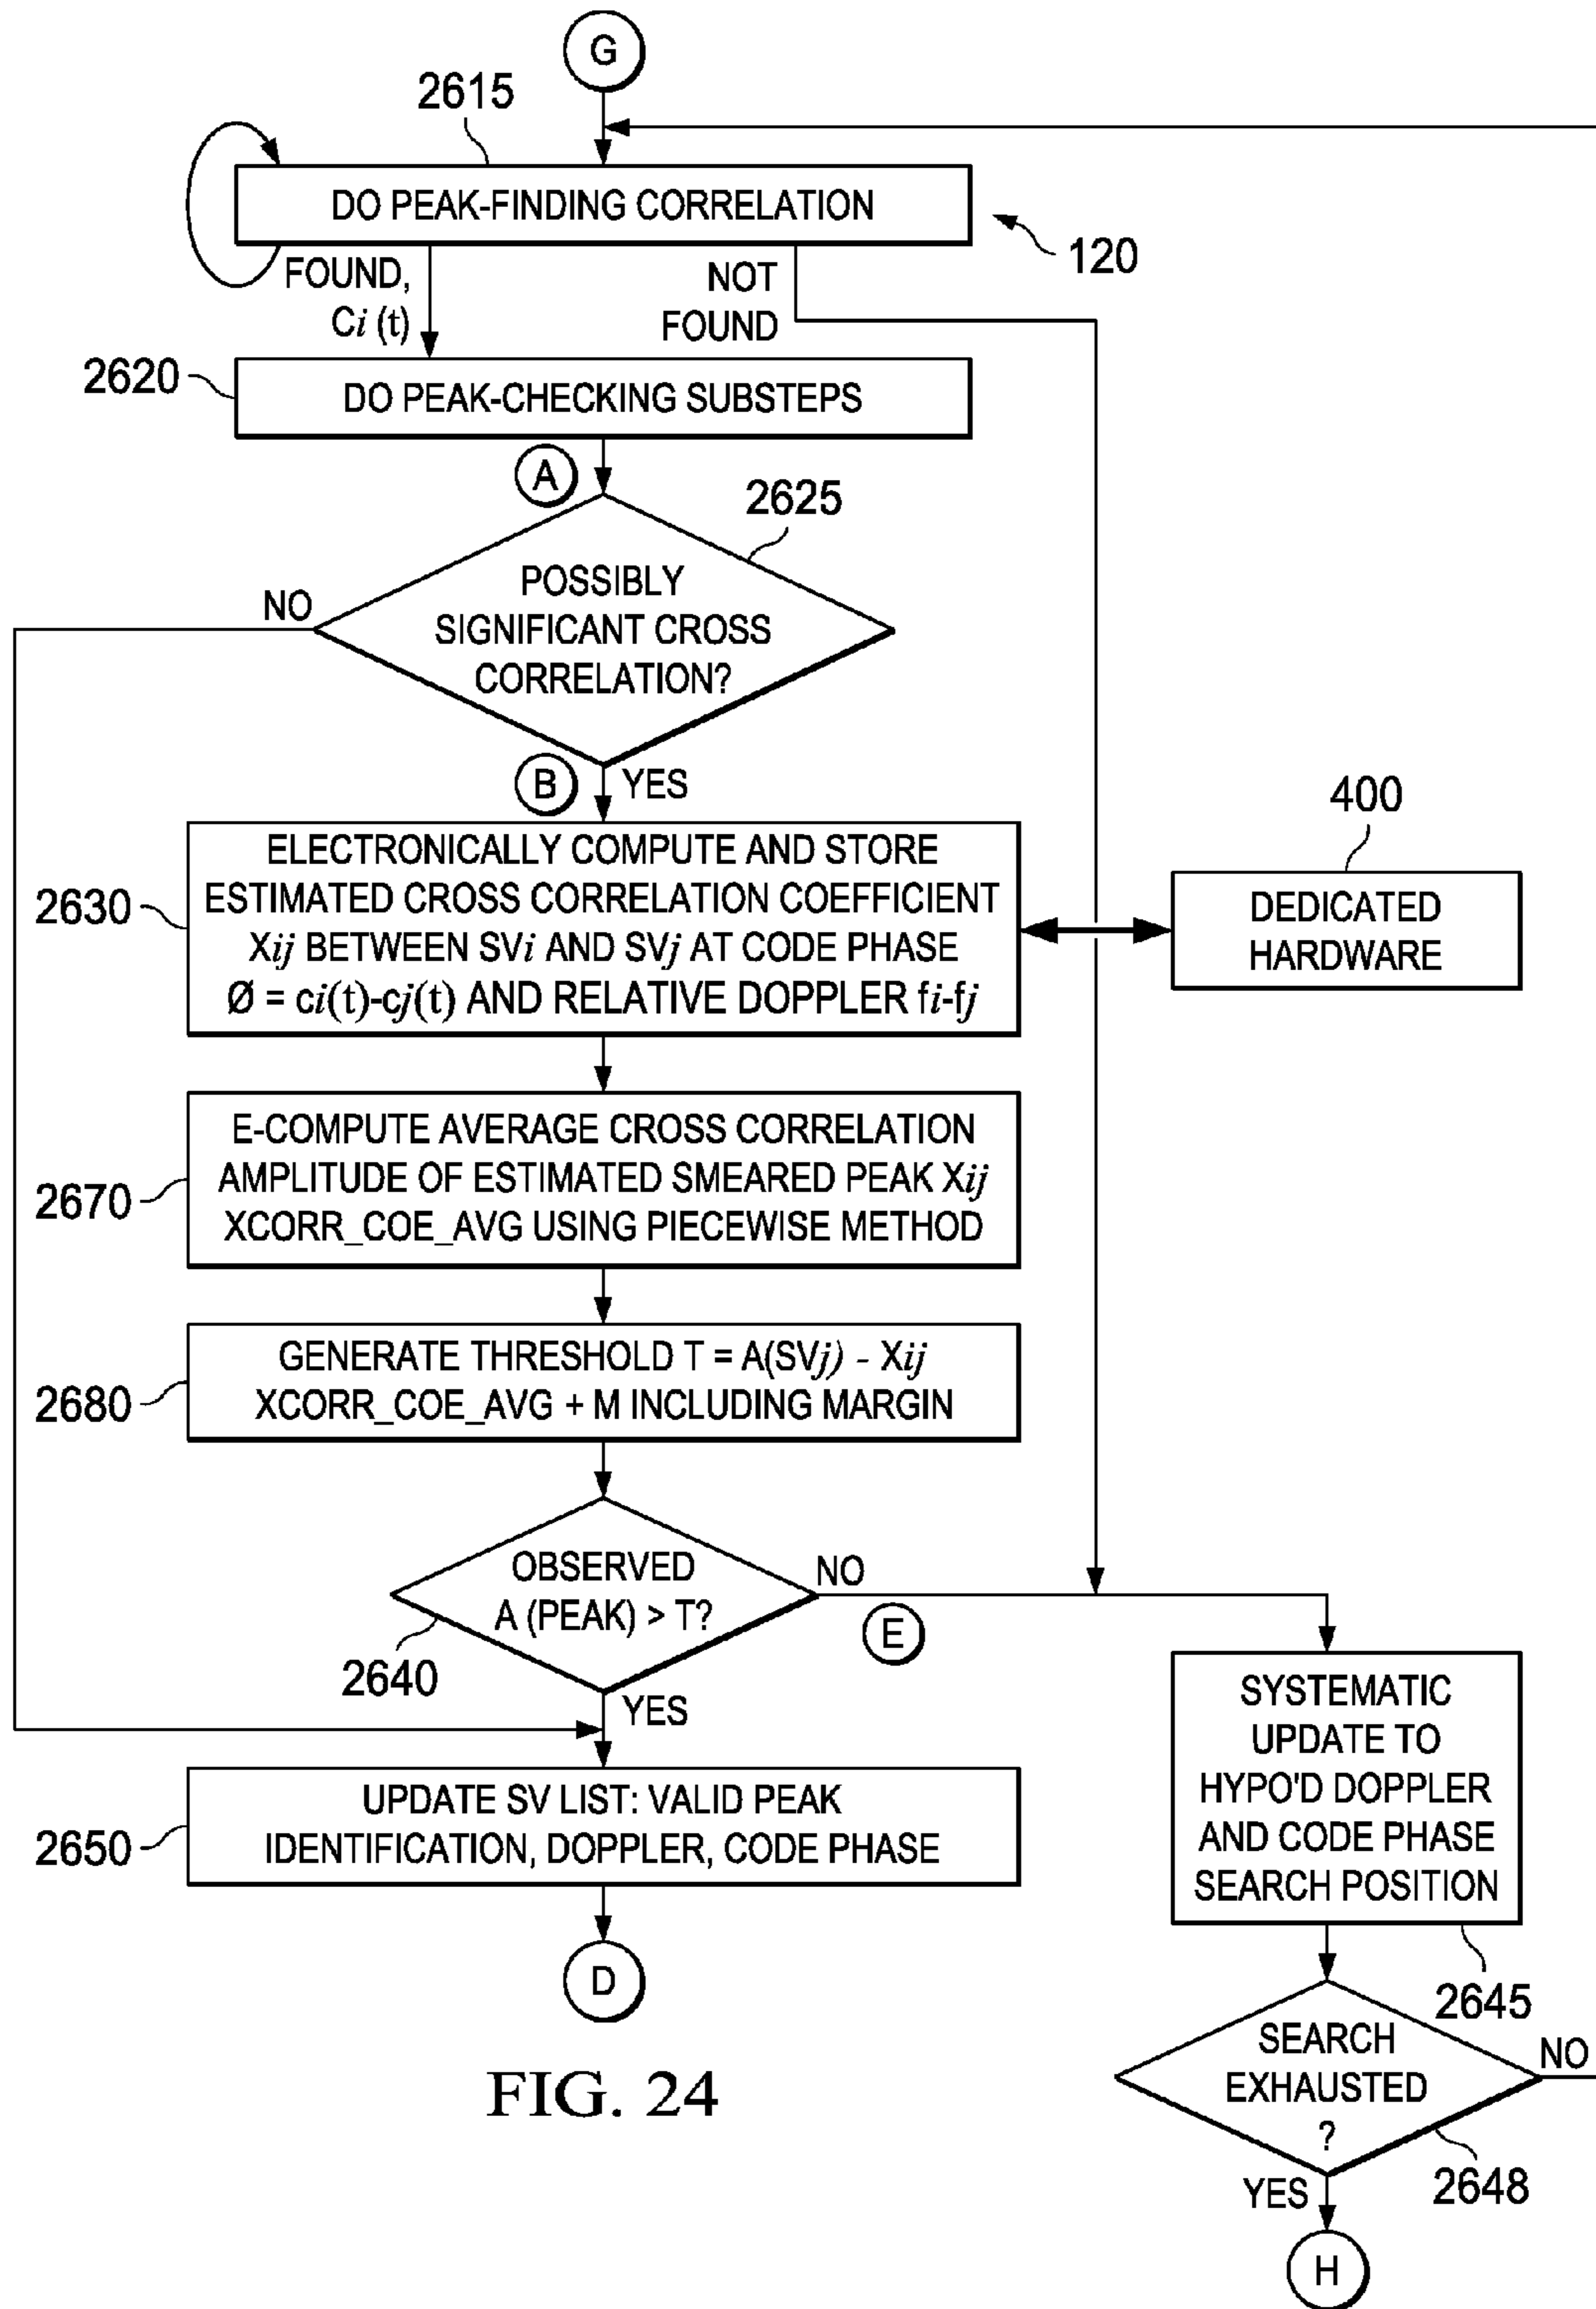 G
2615
DO PEAK-FINDING CORRELATION
120
FOUND,
Ci (t)
NOT
FOUND
2620
DO PEAK-CHECKING SUBSTEPS
A
2625
POSSIBLY
SIGNIFICANT CROSS
CORRELATION?
NO
B
YES
2630
ELECTRONICALLY COMPUTE AND STORE
ESTIMATED CROSS CORRELATION COEFFICIENT
Xij BETWEEN SVi AND SVj AT CODE PHASE
Ø = ci(t)-cj(t) AND RELATIVE DOPPLER fi-fj
400
DEDICATED
HARDWARE
2670
E-COMPUTE AVERAGE CROSS CORRELATION
AMPLITUDE OF ESTIMATED SMEARED PEAK Xij
XCORR_COE_AVG USING PIECEWISE METHOD
2680
GENERATE THRESHOLD T = A(SVj) - Xij
XCORR_COE_AVG + M INCLUDING MARGIN
OBSERVED
A (PEAK) > T?
NO
E
2640
YES
2650
UPDATE SV LIST: VALID PEAK
IDENTIFICATION, DOPPLER, CODE PHASE
D
SYSTEMATIC
UPDATE TO
HYPO'D DOPPLER
AND CODE PHASE
SEARCH POSITION
2645
SEARCH
EXHAUSTED
?
NO
2648
YES
H
FIG. 24